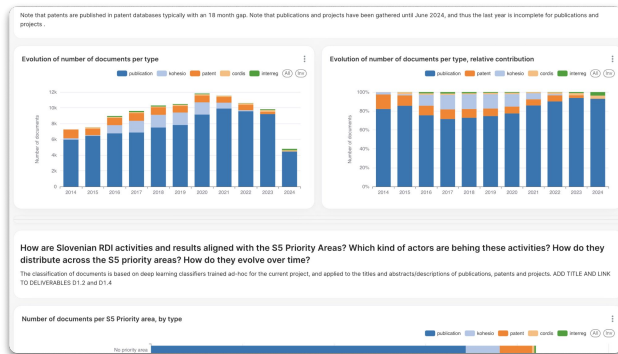 Note that patents are published in patent databases typically with an 18 month gap. Note that publications and projects have been gathered until June 2024, and thus the last year is incomplete for publications and
projects .
Evolution of number of documents per type
publication kohesio patent cordis interreg All Inv
Number of documents
12k
10k
8k
6k
4k
2k
0
2014 2015 2016 2017 2018 2019 2020 2021 2022 2023 2024
Evolution of number of documents per type, relative contribution
publication patent kohesio cordis interreg All Inv
Number of documents
100%
80%
60%
40%
20%
0%
2014 2015 2016 2017 2018 2019 2020 2021 2022 2023 2024
How are Slovenian RDI activities and results aligned with the S5 Priority Areas? Which kind of actors are behing these activities? How do they
distribute across the S5 priority areas? How do they evolve over time?
The classification of documents is based on deep learning classifiers trained ad-hoc for the current project, and applied to the titles and abstracts/descriptions of publications, patents and projects. ADD TITLE AND LINK
TO DELIVERABLES D1.2 and D1.4
Number of documents per S5 Priority area, by type
publication kohesio patent cordis interreg All Inv
No priority area